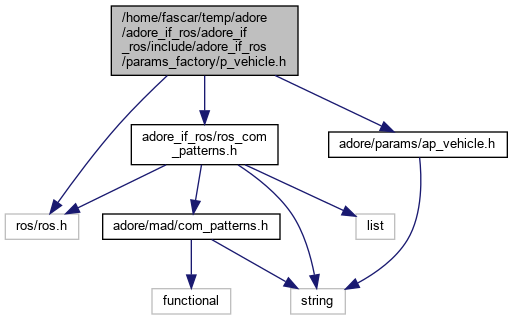 /home/fascar/temp/adore
/adore_if_ros/adore_if
_ros/include/adore_if_ros
/params_factory/p_vehicle.h
adore_if_ros/ros_com
_patterns.h
adore/params/ap_vehicle.h
ros/ros.h
adore/mad/com_patterns.h
list
functional
string